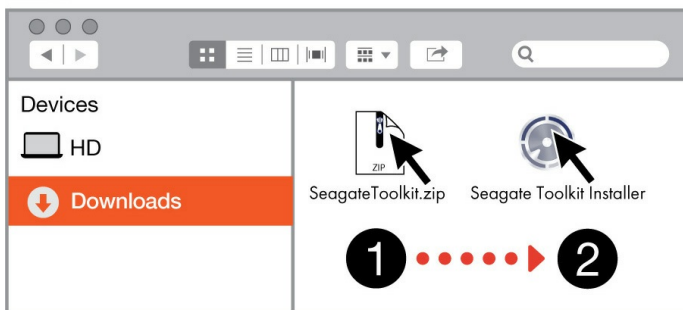 Devices
HD
Downloads
ZIP
SeagateToolkit.zip
Seagate Toolkit Installer
1
2